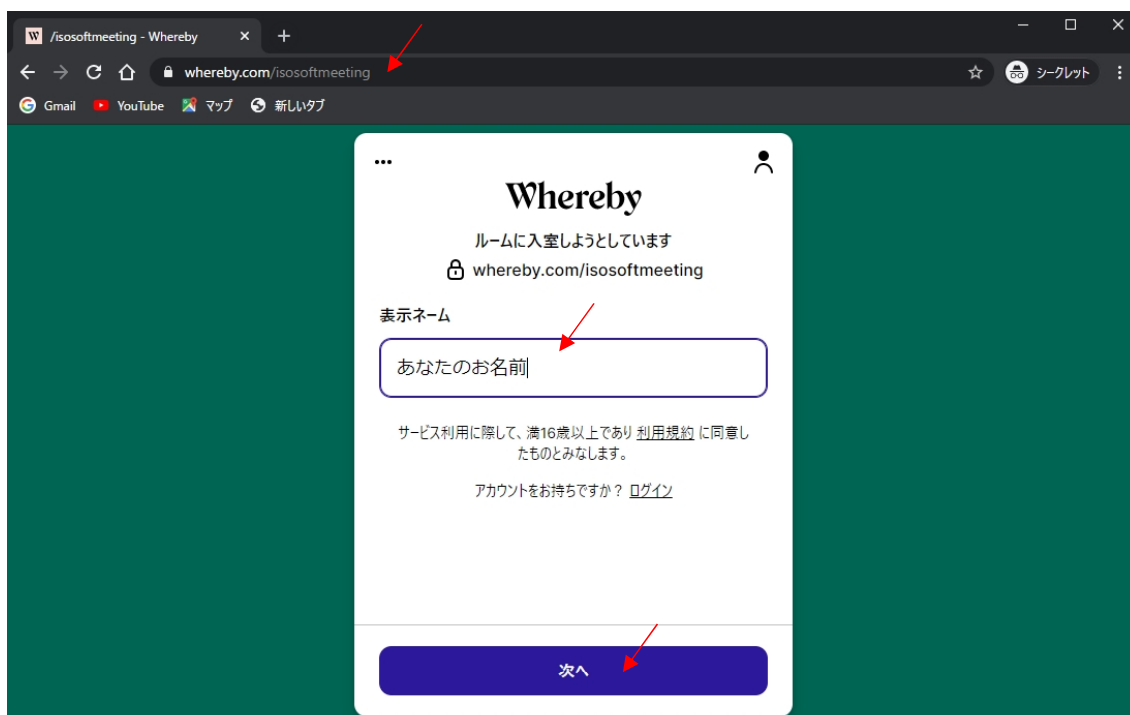 /isosoftmeeting - Whereby
whereby.com/isosoftmeeting
シークレット
Gmail YouTube マップ 新しいタブ
Whereby
ルームに入室しようとしています
whereby.com/isosoftmeeting
表示ネーム
あなたのお名前
サービス利用に際して、満16歳以上であり 利用規約 に同意し
たものとみなします。
アカウントをお持ちですか？ ログイン
次へ